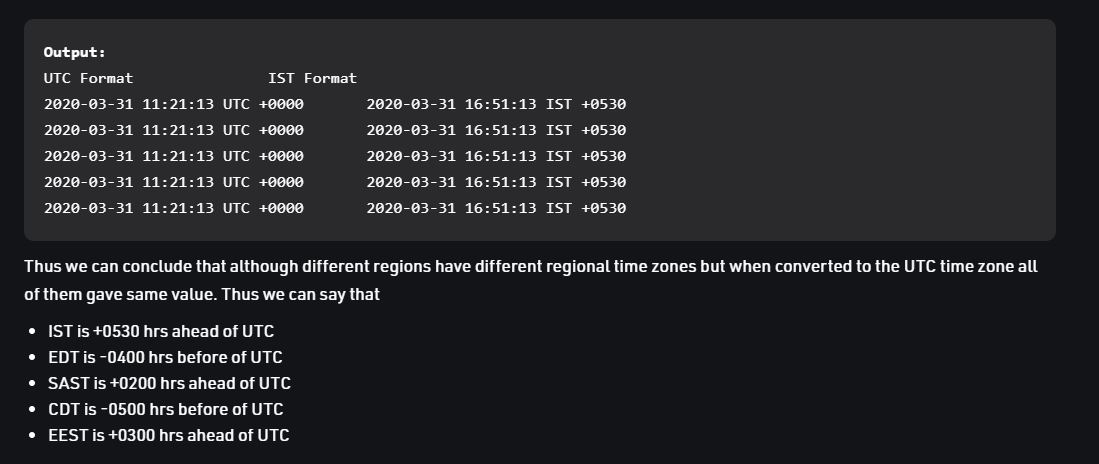 Output:
UTC Format               IST Format
2020-03-31 11:21:13 UTC +0000       2020-03-31 16:51:13 IST +0530
2020-03-31 11:21:13 UTC +0000       2020-03-31 16:51:13 IST +0530
2020-03-31 11:21:13 UTC +0000       2020-03-31 16:51:13 IST +0530
2020-03-31 11:21:13 UTC +0000       2020-03-31 16:51:13 IST +0530
2020-03-31 11:21:13 UTC +0000       2020-03-31 16:51:13 IST +0530
Thus we can conclude that although different regions have different regional time zones but when converted to the UTC time zone all
of them gave same value. Thus we can say that
• IST is +0530 hrs ahead of UTC
• EDT is -0400 hrs before of UTC
• SAST is +0200 hrs ahead of UTC
• CDT is -0500 hrs before of UTC
• EEST is +0300 hrs ahead of UTC